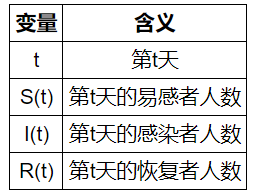 变量 含义
t 第t天
S(t) 第t天的易感者人数
I(t) 第t天的感染者人数
R(t) 第t天的恢复者人数